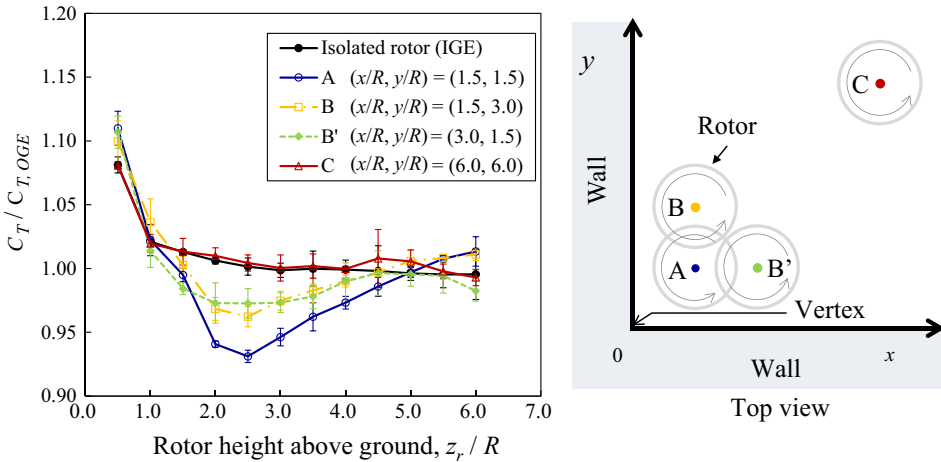 1.20
1.15
1.10
1.05
1.00
0.95
0.90
C_T / C_{T, OGE}
Isolated rotor (IGE)
A (x/R, y/R) = (1.5, 1.5)
B (x/R, y/R) = (1.5, 3.0)
B' (x/R, y/R) = (3.0, 1.5)
C (x/R, y/R) = (6.0, 6.0)
0.0 1.0 2.0 3.0 4.0 5.0 6.0 7.0
Rotor height above ground, z_r / R
y
C
Rotor
Wall
B
A
B’
Vertex
0
x
Wall
Top view